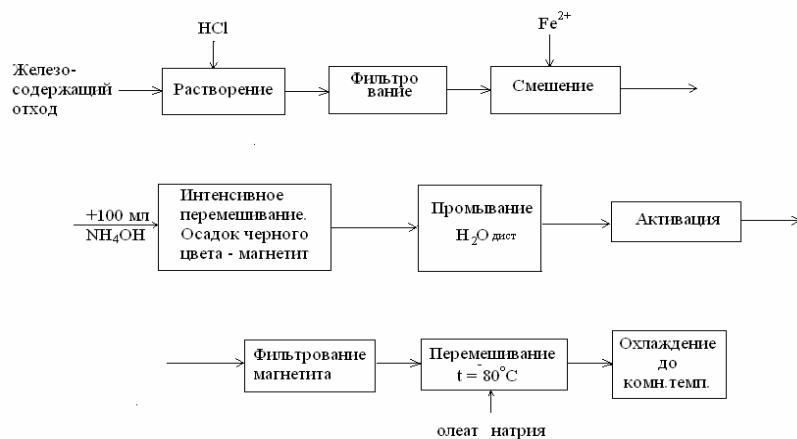 HCl
Fe²⁺
Железо-
содержащий
отход
Растворение
Фильтро
вание
Смешение
+100 мл
NH₄OH
Интенсивное
перемешивание.
Осадок черного
цвета - магнетит
Промывание
H₂O дист
Активация
Фильтрование
магнетита
Перемешивание
t = 80°C
олеат натрия
Охлаждение
до
комн.темп.